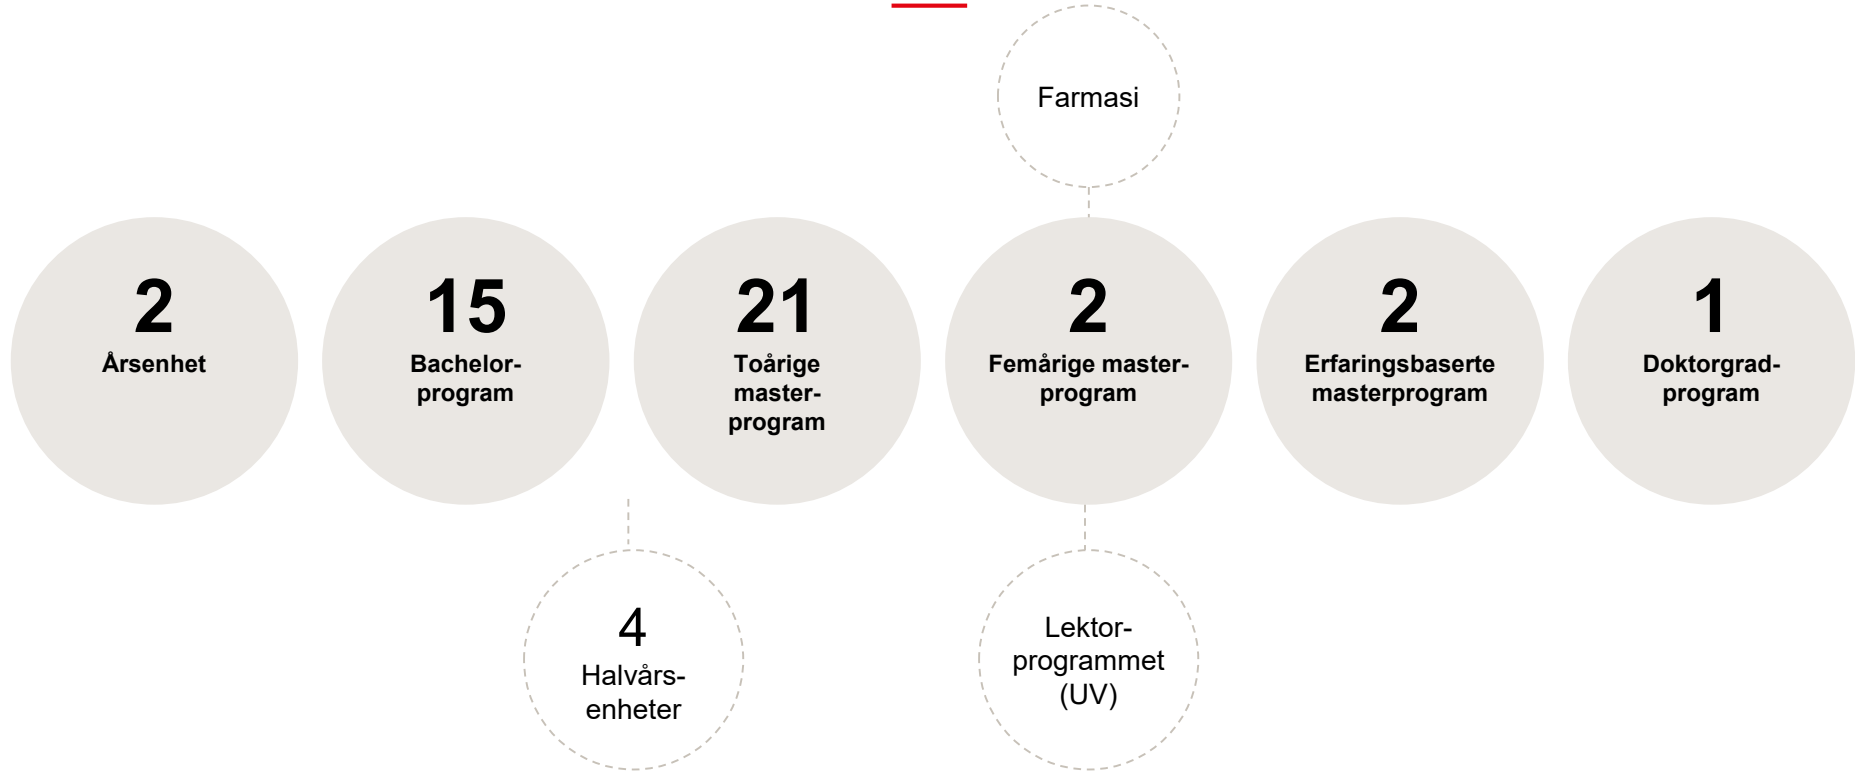 Farmasi
2
Årsenhet
15
Bachelor-
program
21
Toårige
master-
program
2
Femårige master-
program
2
Erfaringsbaserte
masterprogram
1
Doktorgrad-
program
4
Halvårs-
enheter
Lektor-
programmet
(UV)